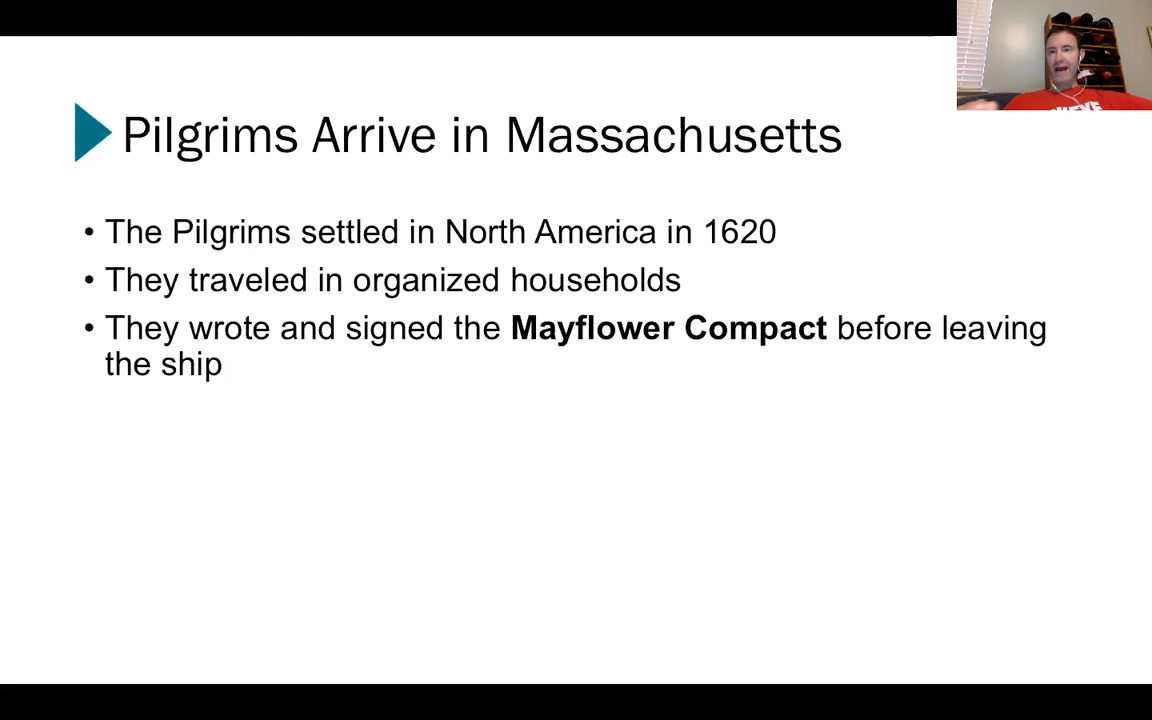 Pilgrims Arrive in Massachusetts
• The Pilgrims settled in North America in 1620
• They traveled in organized households
• They wrote and signed the Mayflower Compact before leaving
the ship